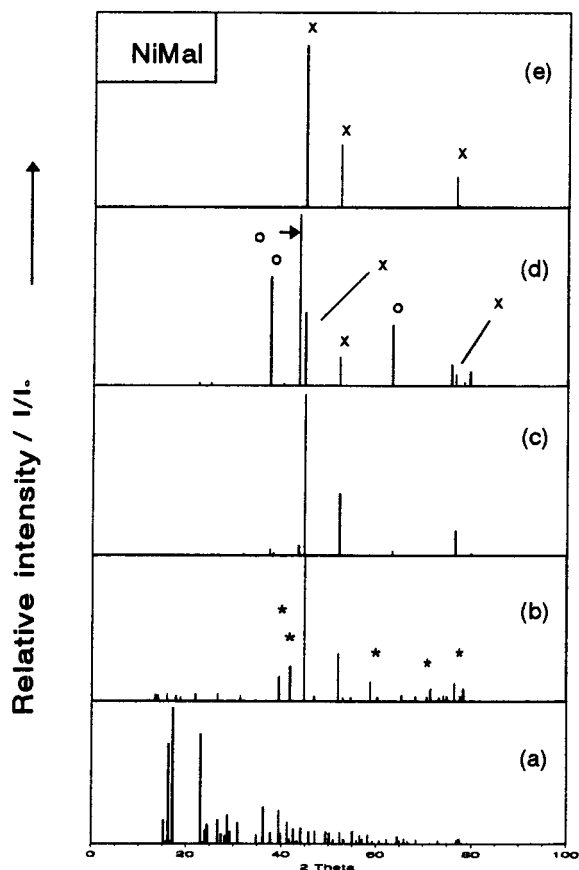 NiMal
x
x
x
(e)
o
o
x
o
x
x
(d)
(c)
*
*
*
*
*
(b)
(a)
0
20
40
60
80
100
2 Theta
Relative intensity / I/I₀